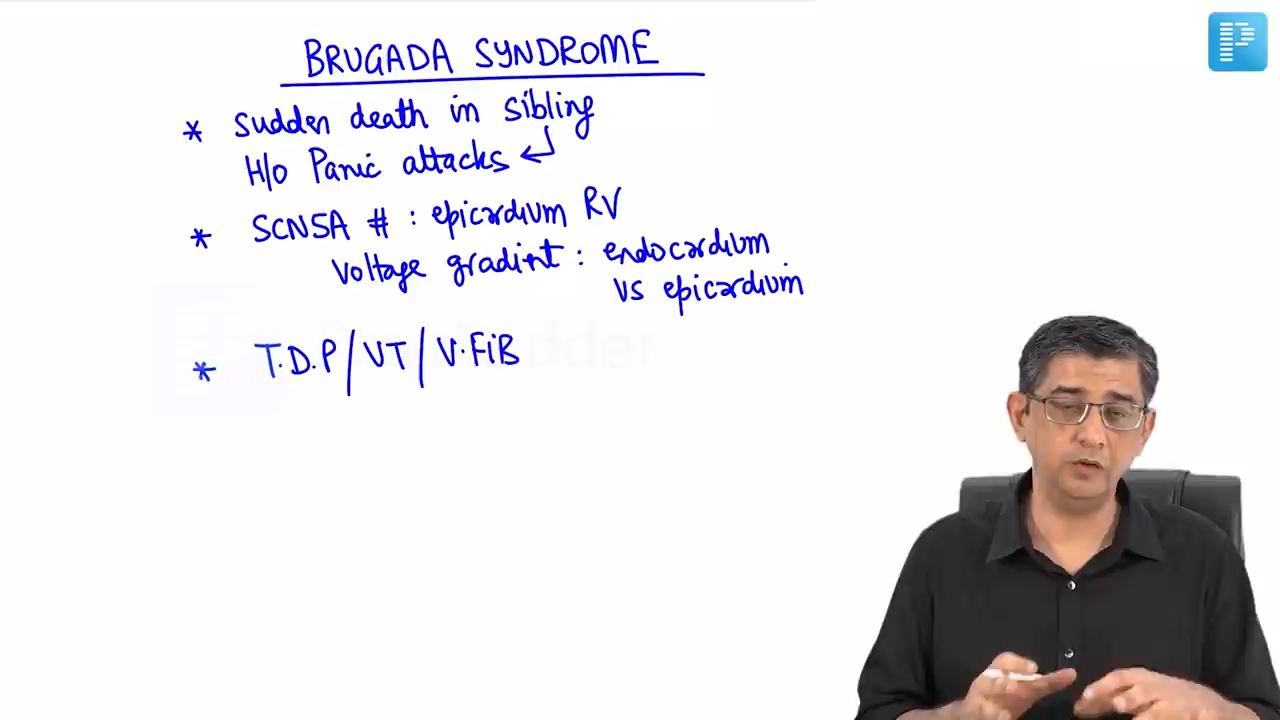 BRUGADA SYNDROME
* Sudden death in sibling
H/o Panic attacks ↵
* SCN5A # : epicardium RV
Voltage gradient : endocardium
vs epicardium
* T.D.P / VT / V.FiB